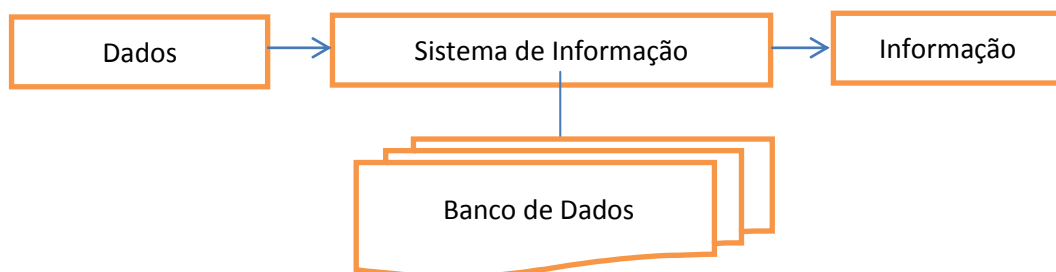 Dados
Sistema de Informação
Informação
Banco de Dados